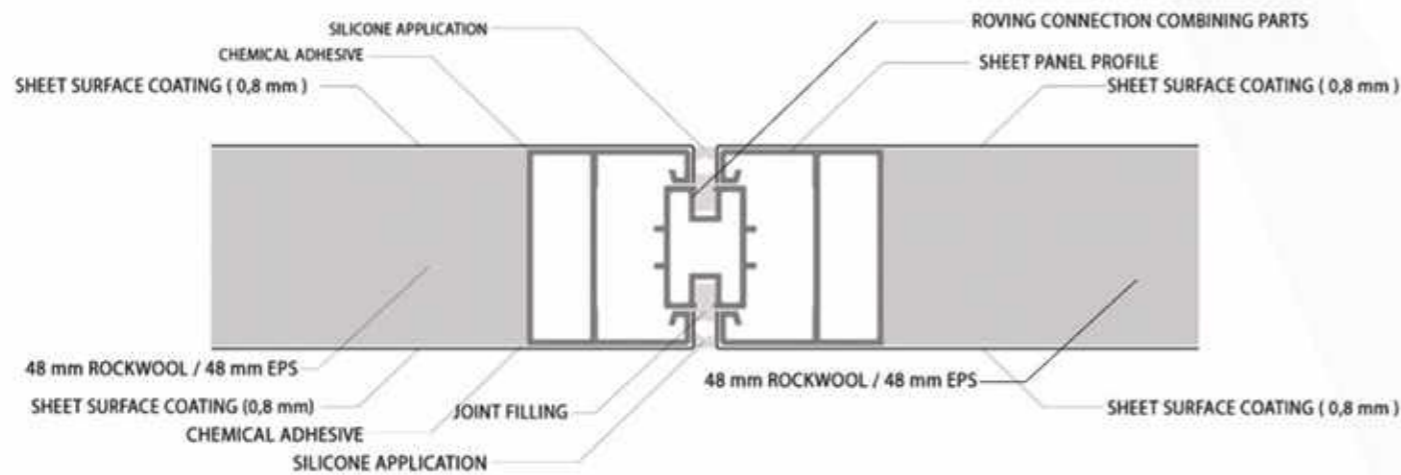 SILICONE APPLICATION
ROVING CONNECTION COMBINING PARTS
CHEMICAL ADHESIVE
SHEET PANEL PROFILE
SHEET SURFACE COATING ( 0,8 mm )
SHEET SURFACE COATING ( 0,8 mm )
48 mm ROCKWOOL / 48 mm EPS
48 mm ROCKWOOL / 48 mm EPS
SHEET SURFACE COATING (0,8 mm)
JOINT FILLING
SHEET SURFACE COATING ( 0,8 mm )
CHEMICAL ADHESIVE
SILICONE APPLICATION